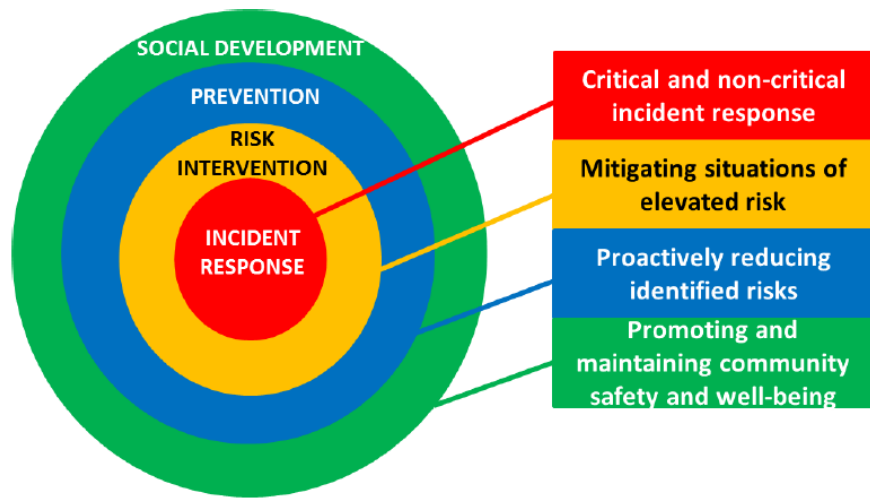 SOCIAL DEVELOPMENT
PREVENTION
RISK
INTERVENTION
INCIDENT
RESPONSE
Critical and non-critical
incident response
Mitigating situations of
elevated risk
Proactively reducing
identified risks
Promoting and
maintaining community
safety and well-being